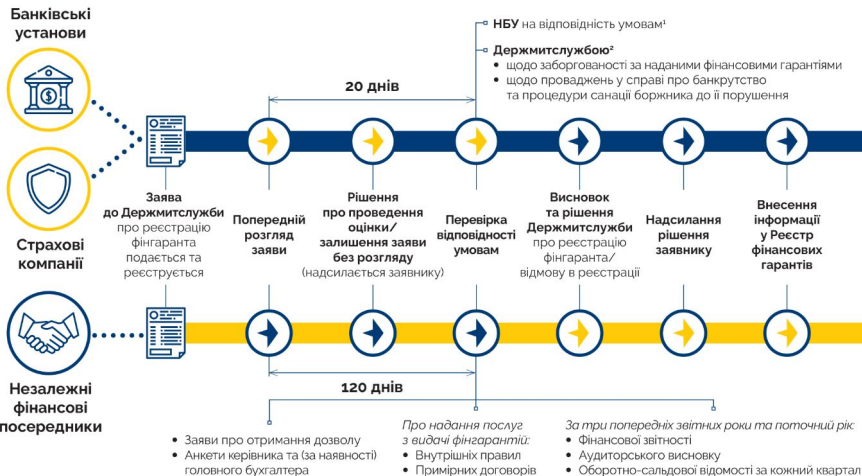 Банківські
установи
НБУ на відповідність умовам¹
Держмитслужбою²
• щодо заборгованості за наданими фінансовими гарантіями
• щодо проваджень у справі про банкрутство
та процедури санації боржника до її порушення
20 днів
Страхові
компанії
Заява
до Держмитслужби
про реєстрацію
фінгаранта
подається та
реєструється
Попередній
розгляд
заяви
Рішення
про проведення
оцінки/
залишення заяви
без розгляду
(надсилається заявнику)
Перевірка
відповідності
умовам
Висновок
та рішення
Держмитслужби
про реєстрацію
фінгаранта/
відмову в реєстрації
Надсилання
рішення
заявнику
Внесення
інформації
у Реєстр
фінансових
гарантів
Незалежні
фінансові
посередники
120 днів
• Заяви про отримання дозволу
• Анкети керівника та (за наявності)
головного бухгалтера
Про надання послуг
з видачі фінгарантій:
• Внутрішніх правил
• Примірних договорів
За три попередніх звітних роки та поточний рік:
• Фінансової звітності
• Аудиторського висновку
• Оборотно-сальдової відомості за кожний квартал